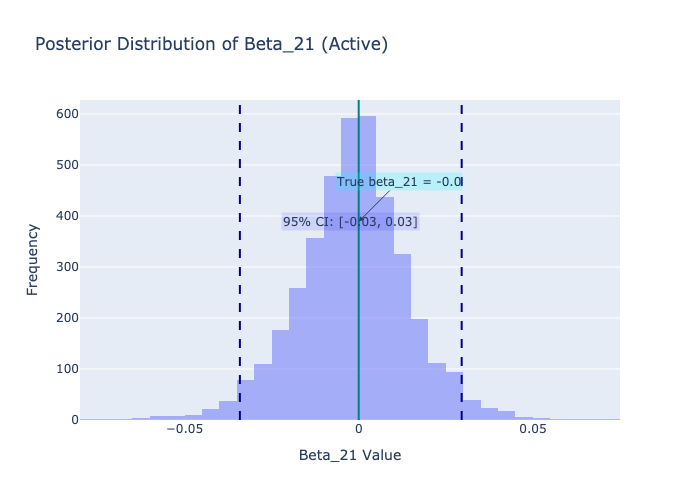 Posterior Distribution of Beta_21 (Active)
600
500
400
300
200
100
0
Frequency
True beta_21 = -0.0
95% CI: [-0.03, 0.03]
−0.05
0
0.05
Beta_21 Value